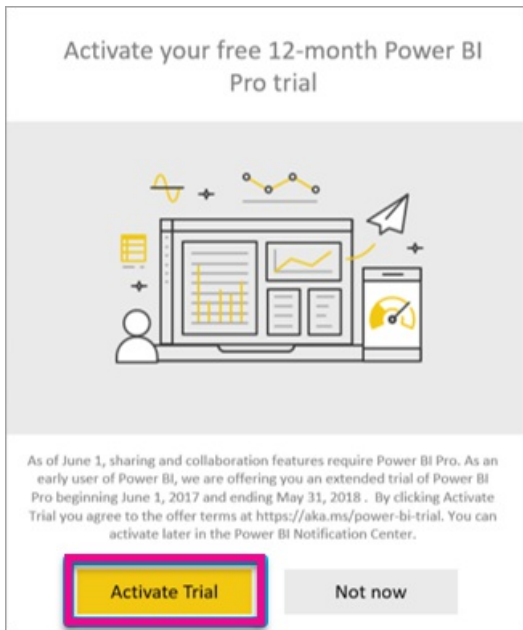 Activate your free 12-month Power BI
Pro trial
As of June 1, sharing and collaboration features require Power BI Pro. As an
early user of Power BI, we are offering you an extended trial of Power BI
Pro beginning June 1, 2017 and ending May 31, 2018 . By clicking Activate
Trial you agree to the offer terms at https://aka.ms/power-bi-trial. You can
activate later in the Power BI Notification Center.
Activate Trial
Not now